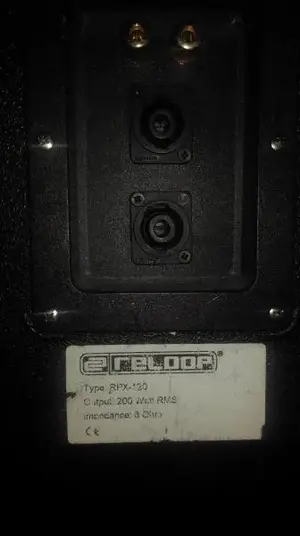 reloop
Type: RPX-120
Output: 200 Watt RMS
Impedance: 8 Ohm
CE